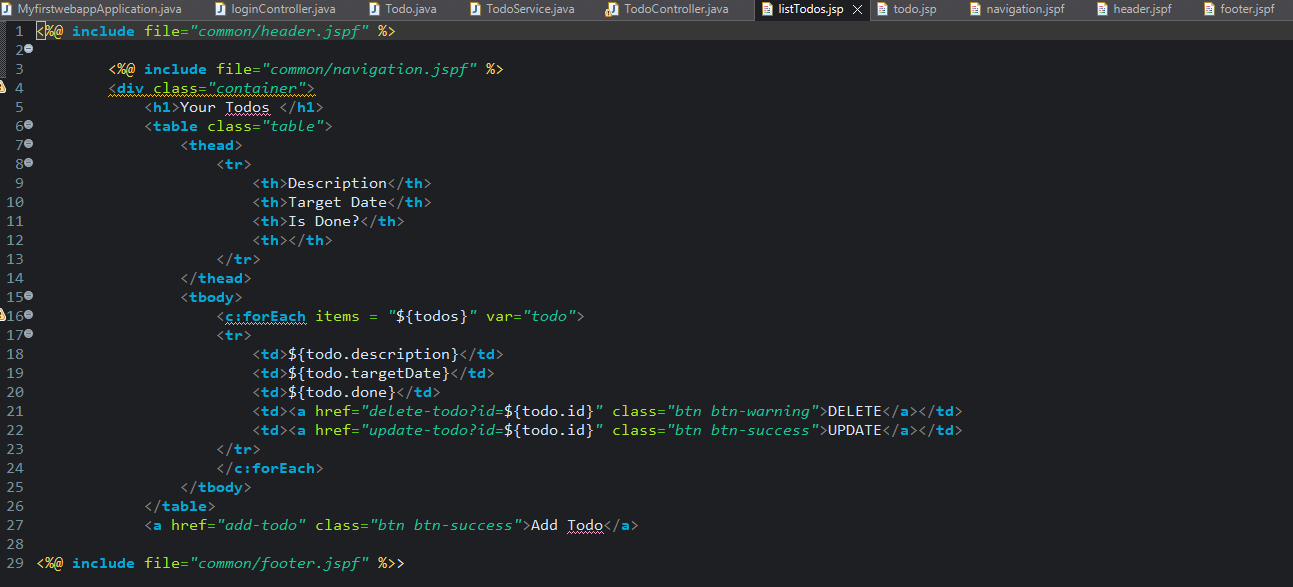 MyfirstwebappApplication.java loginController.java Todo.java TodoService.java TodoController.java listTodos.jsp todo.jsp navigation.jspf header.jspf footer.jspf
1 <%@ include file="common/header.jspf" %>
2
3 <%@ include file="common/navigation.jspf" %>
4 <div class="container">
5 <h1>Your Todos </h1>
6 <table class="table">
7 <thead>
8 <tr>
9 <th>Description</th>
10 <th>Target Date</th>
11 <th>Is Done?</th>
12 <th></th>
13 </tr>
14 </thead>
15 <tbody>
16 <c:forEach items = "${todos}" var="todo">
17 <tr>
18 <td>${todo.description}</td>
19 <td>${todo.targetDate}</td>
20 <td>${todo.done}</td>
21 <td><a href="delete-todo?id=${todo.id}" class="btn btn-warning">DELETE</a></td>
22 <td><a href="update-todo?id=${todo.id}" class="btn btn-success">UPDATE</a></td>
23 </tr>
24 </c:forEach>
25 </tbody>
26 </table>
27 <a href="add-todo" class="btn btn-success">Add Todo</a>
28
29 <%@ include file="common/footer.jspf" %>>